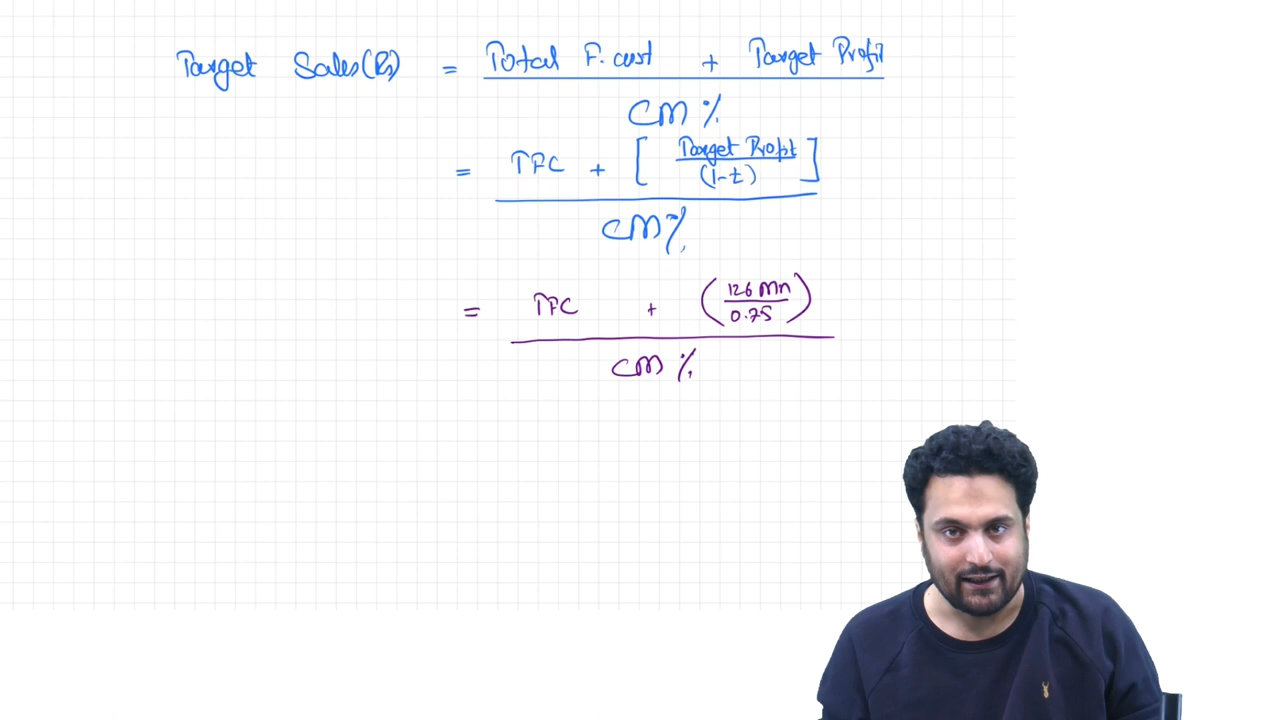 Target Sales(Rs) = Total F. cost + Target Profit
CM %
= TFC + [ Target Profit
(1-t) ]
CM %
= TFC + ( 126 Mn
0.75 )
CM %